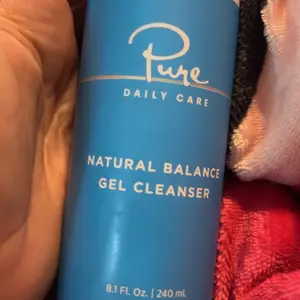 Pure
DAILY CARE
NATURAL BALANCE
GEL CLEANSER
8.1 Fl. Oz. | 240 ml.